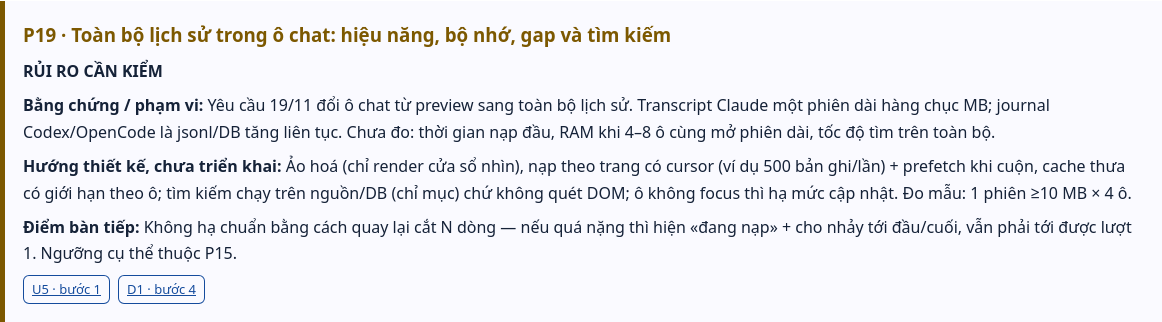 P19 · Toàn bộ lịch sử trong ô chat: hiệu năng, bộ nhớ, gap và tìm kiếm
RỦI RO CẦN KIỂM
Bằng chứng / phạm vi: Yêu cầu 19/11 đổi ô chat từ preview sang toàn bộ lịch sử. Transcript Claude một phiên dài hàng chục MB; journal
Codex/OpenCode là jsonl/DB tăng liên tục. Chưa đo: thời gian nạp đầu, RAM khi 4–8 ô cùng mở phiên dài, tốc độ tìm trên toàn bộ.
Hướng thiết kế, chưa triển khai: Ảo hoá (chỉ render cửa sổ nhìn), nạp theo trang có cursor (ví dụ 500 bản ghi/lần) + prefetch khi cuộn, cache thưa
có giới hạn theo ô; tìm kiếm chạy trên nguồn/DB (chỉ mục) chứ không quét DOM; ô không focus thì hạ mức cập nhật. Đo mẫu: 1 phiên ≥10 MB × 4 ô.
Điểm bàn tiếp: Không hạ chuẩn bằng cách quay lại cắt N dòng — nếu quá nặng thì hiện «đang nạp» + cho nhảy tới đầu/cuối, vẫn phải tới được lượt
1. Ngưỡng cụ thể thuộc P15.
U5 · bước 1 D1 · bước 4